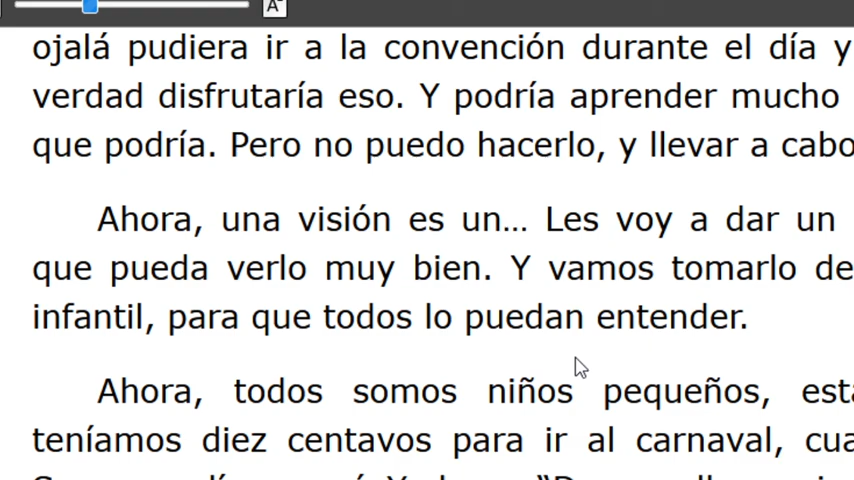 A
ojalá pudiera ir a la convención durante el día y
verdad disfrutaría eso. Y podría aprender mucho
que podría. Pero no puedo hacerlo, y llevar a cabo
Ahora, una visión es un… Les voy a dar un
que pueda verlo muy bien. Y vamos tomarlo de
infantil, para que todos lo puedan entender.
Ahora, todos somos niños pequeños, está
teníamos diez centavos para ir al carnaval, cua